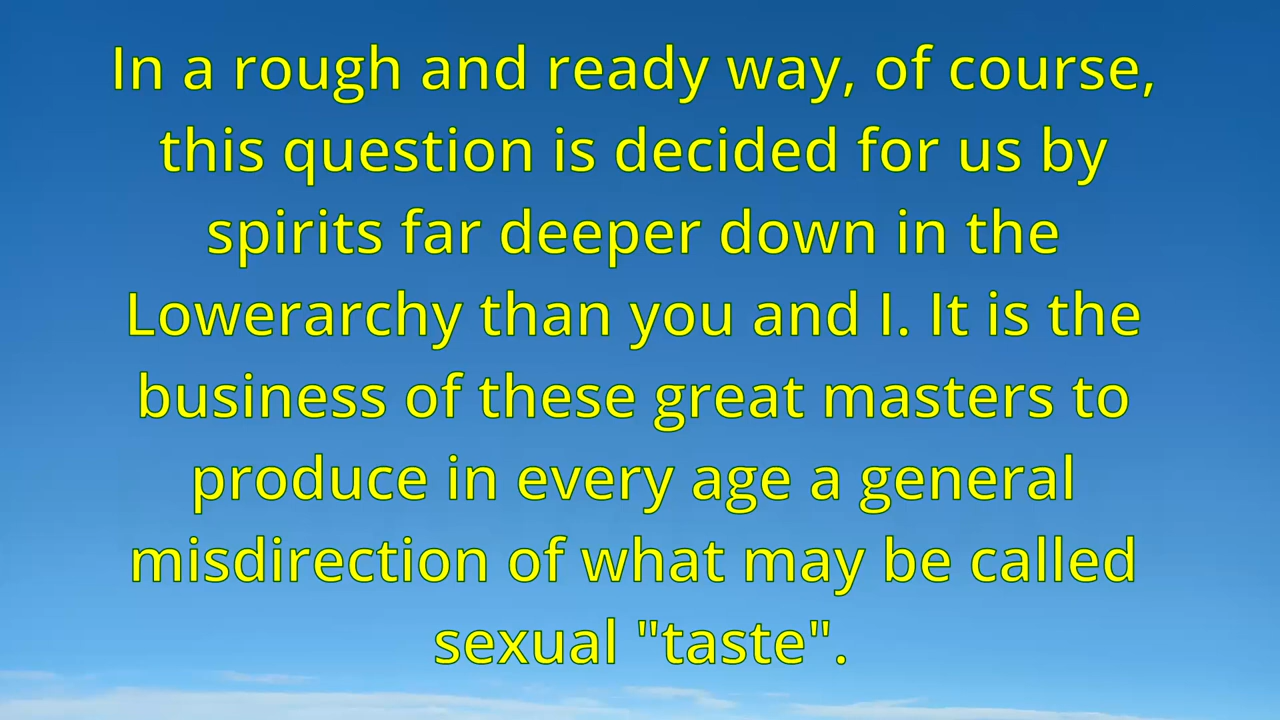 In a rough and ready way, of course,
this question is decided for us by
spirits far deeper down in the
Lowerarchy than you and I. It is the
business of these great masters to
produce in every age a general
misdirection of what may be called
sexual "taste".